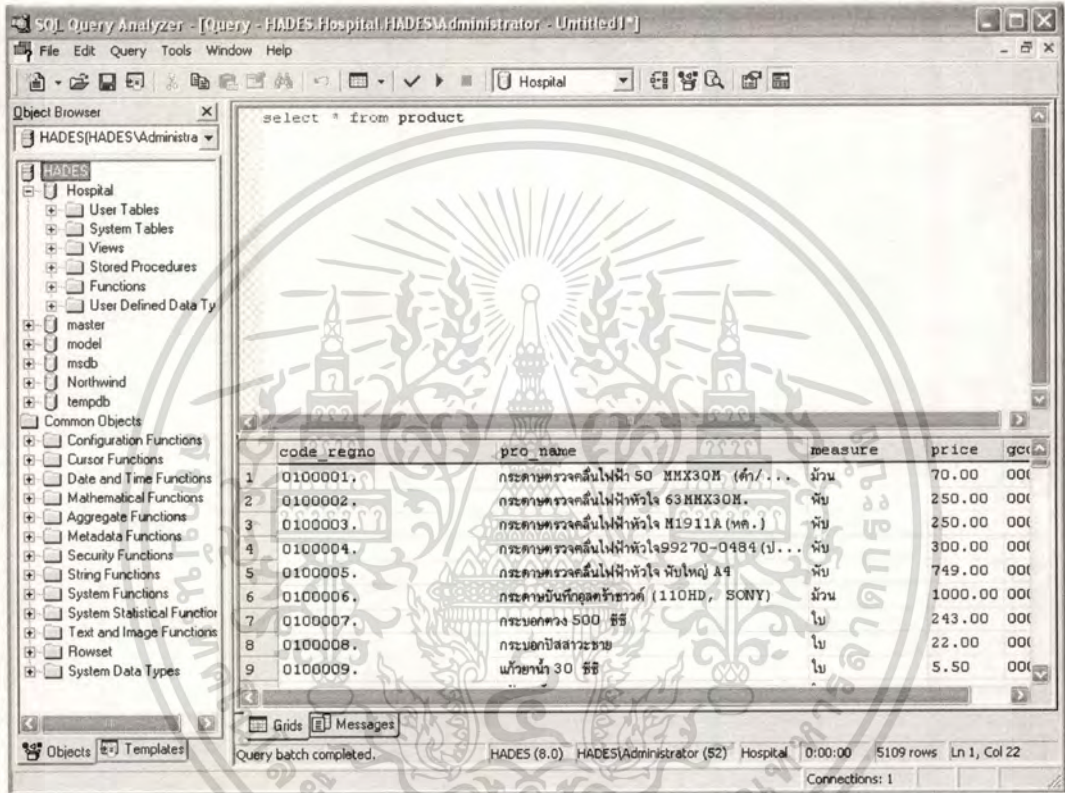 SQL Query Analyzer - [Query - HADES.Hospital.HADES\Administrator - Untitled1*]
File Edit Query Tools Window Help
Hospital
Object Browser
HADES(HADES\Administra
HADES
Hospital
User Tables
System Tables
Views
Stored Procedures
Functions
User Defined Data Ty
master
model
msdb
Northwind
tempdb
Common Objects
Configuration Functions
Cursor Functions
Date and Time Functions
Mathematical Functions
Aggregate Functions
Metadata Functions
Security Functions
String Functions
System Functions
System Statistical Function
Text and Image Functions
Rowset
System Data Types
Objects Templates
select * from product
code_regno pro_name measure price gco
1 0100001. กระดาษตรวจคลื่นไฟฟ้า 50 MMX30M (ดำ/... ม้วน 70.00 000
2 0100002. กระดาษตรวจคลื่นไฟฟ้าหัวใจ 63MMX30M. พับ 250.00 000
3 0100003. กระดาษตรวจคลื่นไฟฟ้าหัวใจ M1911A(หต.) พับ 250.00 000
4 0100004. กระดาษตรวจคลื่นไฟฟ้าหัวใจ99270-0484(ป... พับ 300.00 000
5 0100005. กระดาษตรวจคลื่นไฟฟ้าหัวใจ พับใหญ่ A4 พับ 749.00 000
6 0100006. กระดาษบันทึกอุลตร้าซาวด์ (110HD, SONY) ม้วน 1000.00 000
7 0100007. กระบอกตวง 500 ซีซี ใบ 243.00 000
8 0100008. กระบอกปัสสาวะชาย ใบ 22.00 000
9 0100009. แก้วยาน้ำ 30 ซีซี ใบ 5.50 000
Grids Messages
Query batch completed. HADES (8.0) HADES\Administrator (52) Hospital 0:00:00 5109 rows Ln 1, Col 22
Connections: 1